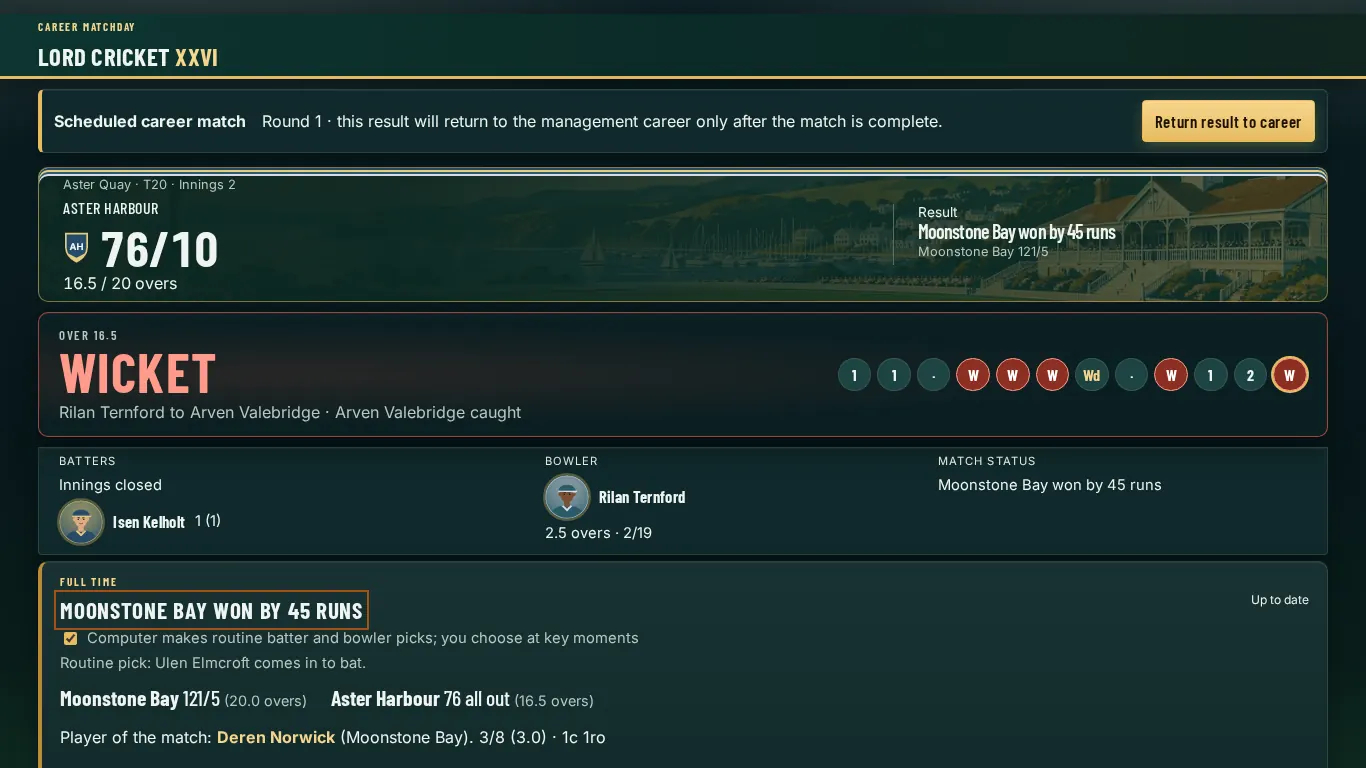 CAREER MATCHDAY
LORD CRICKET XXVI
Scheduled career match Round 1 · this result will return to the management career only after the match is complete.
Return result to career
Aster Quay · T20 · Innings 2
ASTER HARBOUR
AH 76/10
16.5 / 20 overs
Result
Moonstone Bay won by 45 runs
Moonstone Bay 121/5
OVER 16.5
WICKET
Rilan Ternford to Arven Valebridge · Arven Valebridge caught
1 1 · W W W Wd · W 1 2 W
BATTERS
Innings closed
Isen Kelholt 1 (1)
BOWLER
Rilan Ternford
2.5 overs · 2/19
MATCH STATUS
Moonstone Bay won by 45 runs
FULL TIME
MOONSTONE BAY WON BY 45 RUNS
Up to date
Computer makes routine batter and bowler picks; you choose at key moments
Routine pick: Ulen Elmcroft comes in to bat.
Moonstone Bay 121/5 (20.0 overs) Aster Harbour 76 all out (16.5 overs)
Player of the match: Deren Norwick (Moonstone Bay). 3/8 (3.0) · 1c 1ro